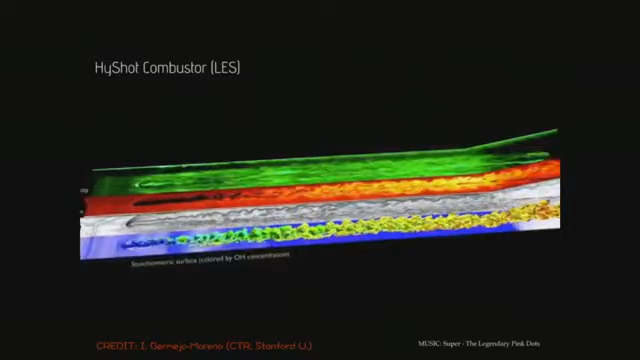 HyShot Combustor (LES)
Stoichiometric surface (colored by OH concentration)
CREDIT: I. Bermejo-Moreno (CTR, Stanford U.)
MUSIC: Super - The Legendary Pink Dots